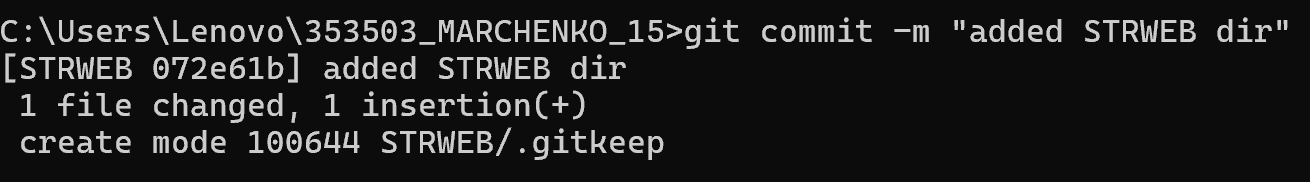 C:\Users\Lenovo\353503_MARCHENKO_15>git commit -m "added STRWEB dir"
[STRWEB 072e61b] added STRWEB dir
 1 file changed, 1 insertion(+)
 create mode 100644 STRWEB/.gitkeep